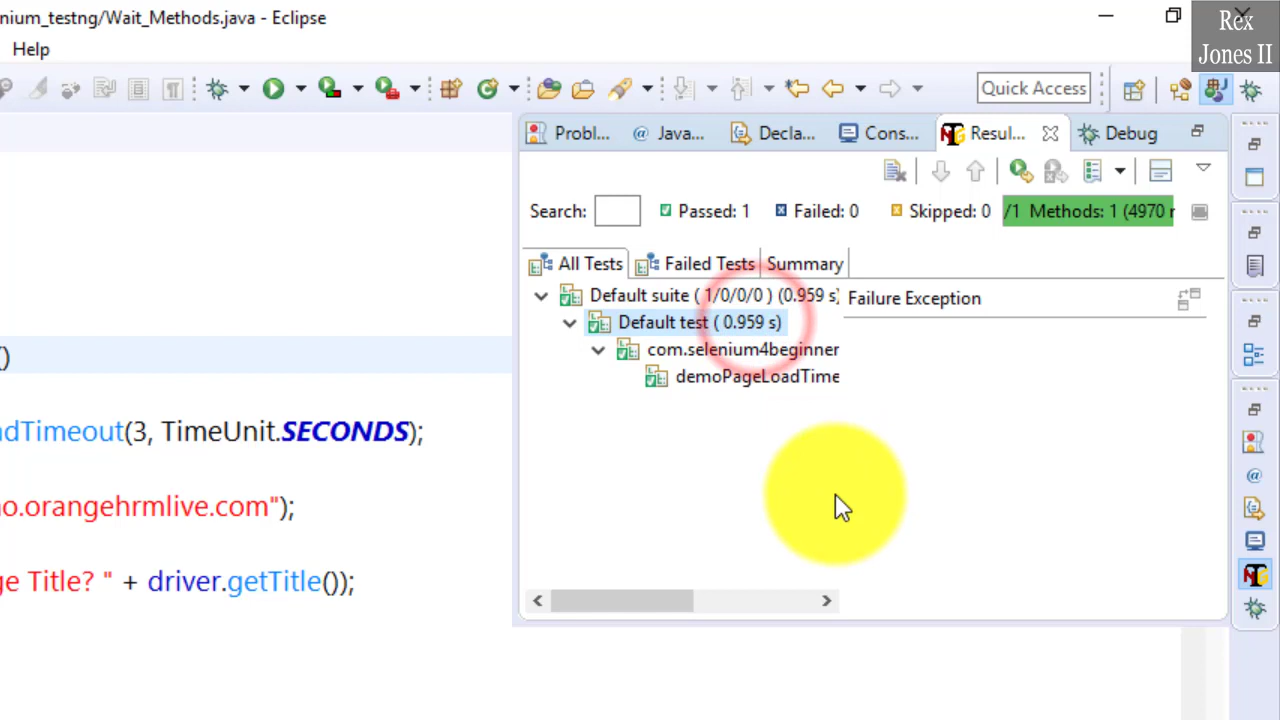 nium_testng/Wait_Methods.java - Eclipse
Rex
Jones II
Help
Quick Access
Probl...
@ Java...
Decla...
Cons...
Resul...
Debug
Search:
Passed: 1
Failed: 0
Skipped: 0
/1 Methods: 1 (4970 r
All Tests
Failed Tests
Summary
Default suite ( 1/0/0/0 ) (0.959 s)
Failure Exception
Default test ( 0.959 s)
com.selenium4beginner
demoPageLoadTime
()
adTimeout(3, TimeUnit.SECONDS);
o.orangehrmlive.com");
ge Title? " + driver.getTitle());